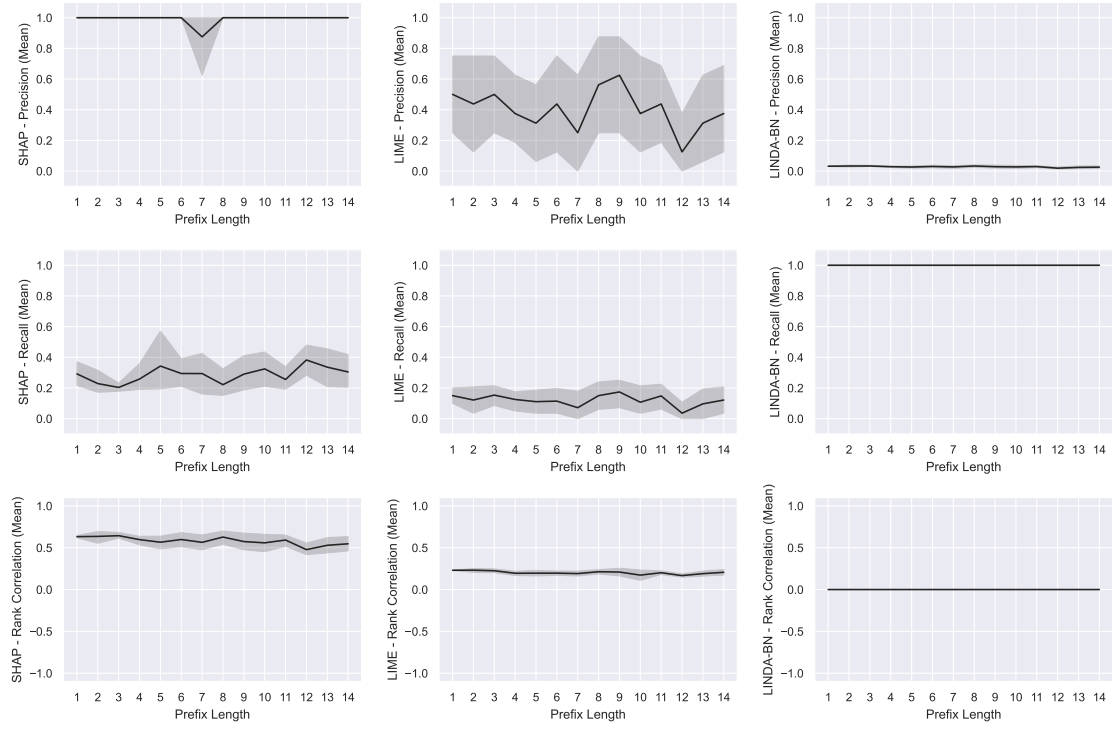 SHAP - Precision (Mean)
1.0
0.8
0.6
0.4
0.2
0.0
1 2 3 4 5 6 7 8 9 10 11 12 13 14
Prefix Length
LIME - Precision (Mean)
1.0
0.8
0.6
0.4
0.2
0.0
1 2 3 4 5 6 7 8 9 10 11 12 13 14
Prefix Length
LINDA-BN - Precision (Mean)
1.0
0.8
0.6
0.4
0.2
0.0
1 2 3 4 5 6 7 8 9 10 11 12 13 14
Prefix Length
SHAP - Recall (Mean)
1.0
0.8
0.6
0.4
0.2
0.0
1 2 3 4 5 6 7 8 9 10 11 12 13 14
Prefix Length
LIME - Recall (Mean)
1.0
0.8
0.6
0.4
0.2
0.0
1 2 3 4 5 6 7 8 9 10 11 12 13 14
Prefix Length
LINDA-BN - Recall (Mean)
1.0
0.8
0.6
0.4
0.2
0.0
1 2 3 4 5 6 7 8 9 10 11 12 13 14
Prefix Length
SHAP - Rank Correlation (Mean)
1.0
0.5
0.0
−0.5
−1.0
1 2 3 4 5 6 7 8 9 10 11 12 13 14
Prefix Length
LIME - Rank Correlation (Mean)
1.0
0.5
0.0
−0.5
−1.0
1 2 3 4 5 6 7 8 9 10 11 12 13 14
Prefix Length
LINDA-BN - Rank Correlation (Mean)
1.0
0.5
0.0
−0.5
−1.0
1 2 3 4 5 6 7 8 9 10 11 12 13 14
Prefix Length